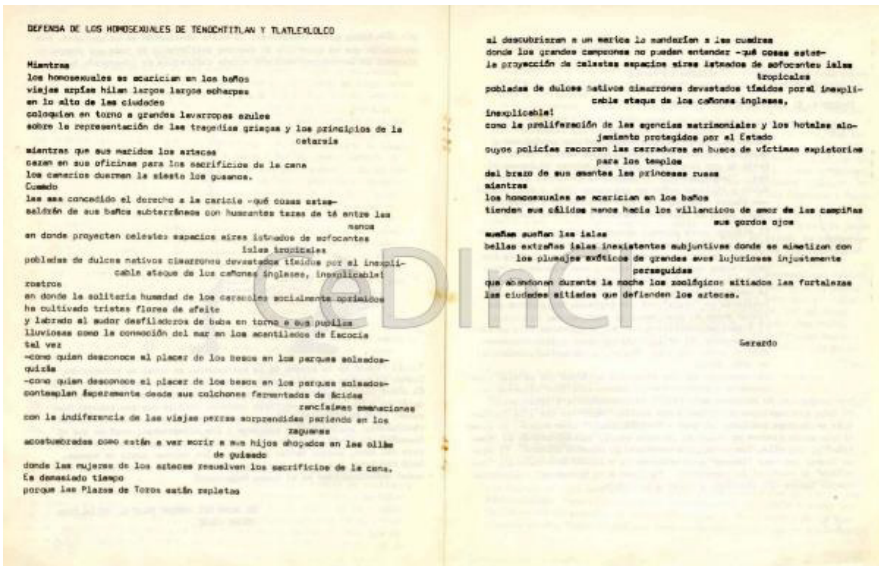 DEFENSA DE LOS HOMOSEXUALES DE TENOCHTITLAN Y TLATLEXLOLCO
Mientras
los homosexuales se acarician en los baños
viejas arpías hilan largos largos echarpes
en lo alto de las ciudades
coloquian en torno a grandes lavarropas azules
sobre la representación de las tragedias griegas y los principios de la
catarsis
mientras que sus maridos los aztecas
cazan en sus oficinas para los sacrificios de la cena
los canarios duermen la siesta los gusanos.
Cuando
les sea concedido el derecho a la caricia -qué cosas estas-
saldrán de sus baños subterráneos con humeantes tazas de té entre las
manos
en donde proyectan celestes espacios aires istmados de sofocantes
islas tropicales
pobladas de dulces nativos cimarrones devastados tímidos por el inexpli-
cable ataque de los cañones ingleses, inexplicable!
rostros
en donde la solitaria humedad de los caracoles socialmente oprimidos
ha cultivado tristes flores de afeite
y labrado al sudor desfiladeros de baba en torno a sus pupilas
lluviosas como la conmoción del mar en los acantilados de Escocia
tal vez
-como quien desconoce el placer de los besos en los parques soleados-
quizás
-como quien desconoce el placer de los besos en los parques soleados-
contemplan ásperamente desde sus colchones fermentados de ácidas
rancísimas emanaciones
con la indiferencia de las viejas perras sorprendidas pariendo en los
zaguanes
acostumbradas como están a ver morir a sus hijos ahogados en las ollas
de guisado
donde las mujeres de los aztecas resuelven los sacrificios de la cena.
Es demasiado tiempo
porque las Plazas de Toros están repletas
si descubrieran a un marica lo mandarían a las cuadras
donde los grandes campeones no puedan entender -qué cosas estas-
la proyección de celestes espacios aires istmados de sofocantes islas
tropicales
pobladas de dulces nativos cimarrones devastados tímidos por el inexpli-
cable ataque de los cañones ingleses,
inexplicable!
como la proliferación de las agencias matrimoniales y los hoteles alo-
jamiento protegidos por el Estado
cuyos policías recorren las cerraduras en busca de víctimas expiatorias
para los templos
del brazo de sus amantes las princesas rusas
mientras
los homosexuales se acarician en los baños
tienden sus cálidas manos hacia los villancicos de amor de las campiñas
sus gordos ojos
sueñan sueñan las islas
bellas extrañas islas inexistentes subjuntivos donde se mimetizan con
los plumajes exóticos de grandes aves lujuriosas injustamente
perseguidas
que abandonan durante la noche los zoológicos sitiados las fortalezas
las ciudades sitiadas que defienden los aztecas.
Gerardo
CeDInCI